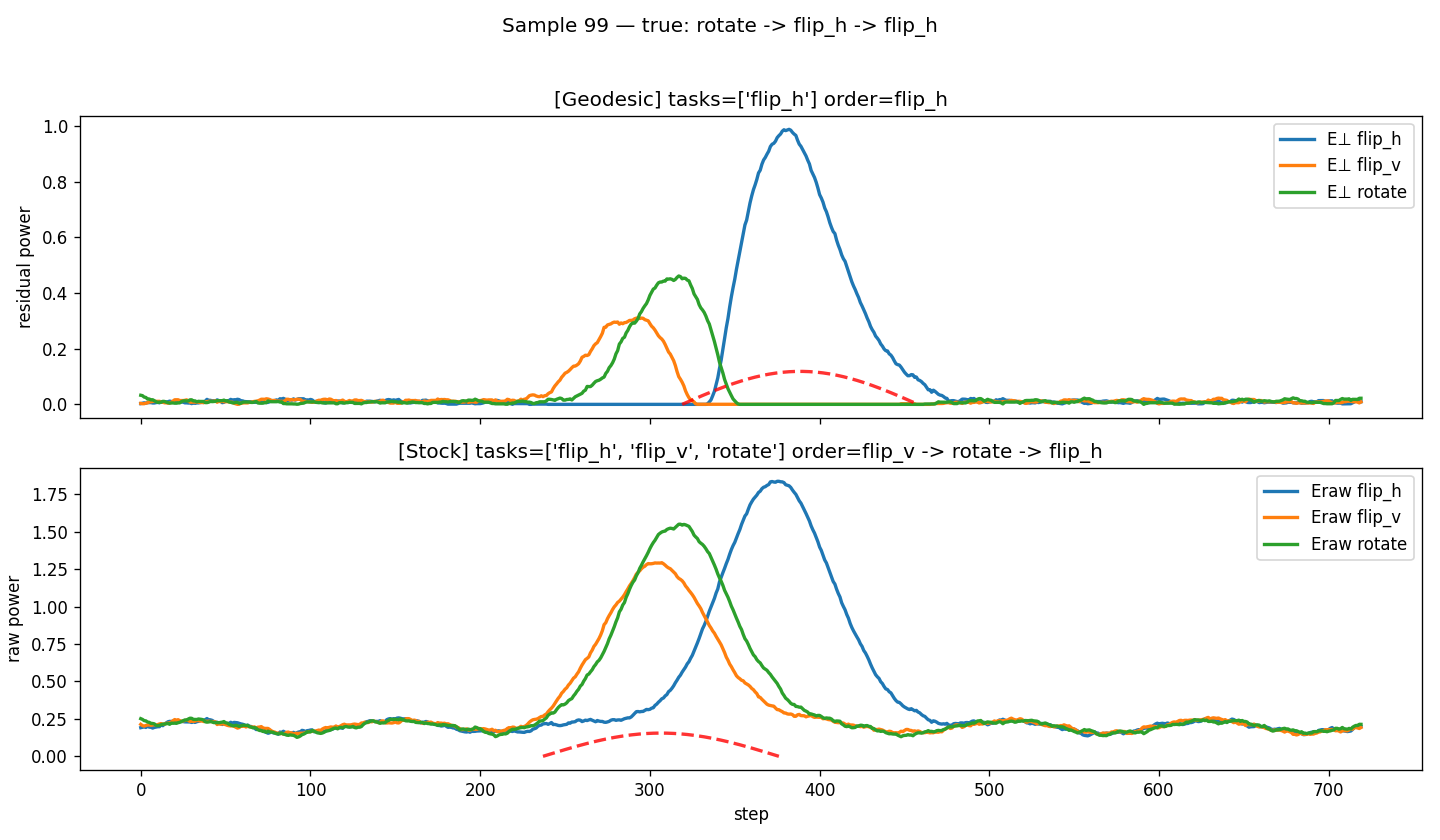 Sample 99 — true: rotate -> flip_h -> flip_h
[Geodesic] tasks=['flip_h'] order=flip_h
1.0
0.8
0.6
0.4
0.2
0.0
residual power
E⊥ flip_h
E⊥ flip_v
E⊥ rotate
[Stock] tasks=['flip_h', 'flip_v', 'rotate'] order=flip_v -> rotate -> flip_h
1.75
1.50
1.25
1.00
0.75
0.50
0.25
0.00
raw power
Eraw flip_h
Eraw flip_v
Eraw rotate
0 100 200 300 400 500 600 700
step